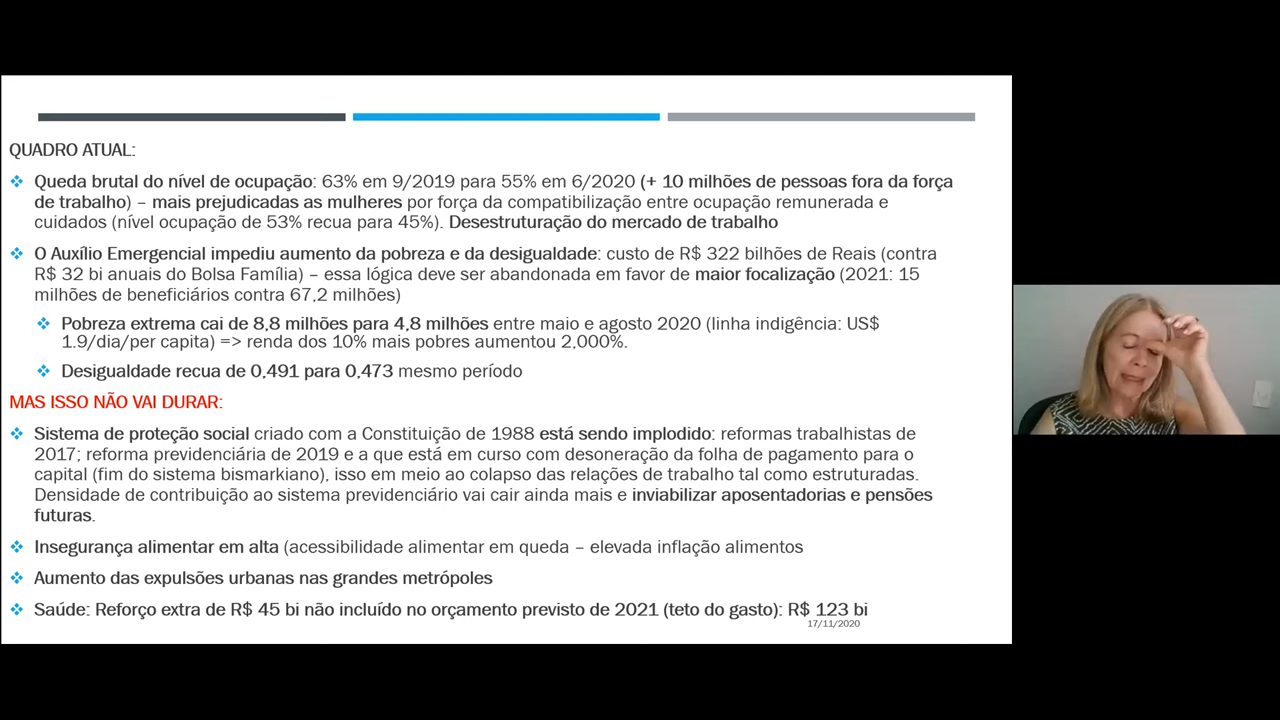 QUADRO ATUAL:
Queda brutal do nível de ocupação: 63% em 9/2019 para 55% em 6/2020 (+ 10 milhões de pessoas fora da força
de trabalho) – mais prejudicadas as mulheres por força da compatibilização entre ocupação remunerada e
cuidados (nível ocupação de 53% recua para 45%). Desestruturação do mercado de trabalho
O Auxílio Emergencial impediu aumento da pobreza e da desigualdade: custo de R$ 322 bilhões de Reais (contra
R$ 32 bi anuais do Bolsa Família) – essa lógica deve ser abandonada em favor de maior focalização (2021: 15
milhões de beneficiários contra 67,2 milhões)
Pobreza extrema cai de 8,8 milhões para 4,8 milhões entre maio e agosto 2020 (linha indigência: US$
1.9/dia/per capita) => renda dos 10% mais pobres aumentou 2,000%.
Desigualdade recua de 0,491 para 0,473 mesmo período
MAS ISSO NÃO VAI DURAR:
Sistema de proteção social criado com a Constituição de 1988 está sendo implodido: reformas trabalhistas de
2017; reforma previdenciária de 2019 e a que está em curso com desoneração da folha de pagamento para o
capital (fim do sistema bismarkiano), isso em meio ao colapso das relações de trabalho tal como estruturadas.
Densidade de contribuição ao sistema previdenciário vai cair ainda mais e inviabilizar aposentadorias e pensões
futuras.
Insegurança alimentar em alta (acessibilidade alimentar em queda – elevada inflação alimentos
Aumento das expulsões urbanas nas grandes metrópoles
Saúde: Reforço extra de R$ 45 bi não incluído no orçamento previsto de 2021 (teto do gasto): R$ 123 bi
17/11/2020